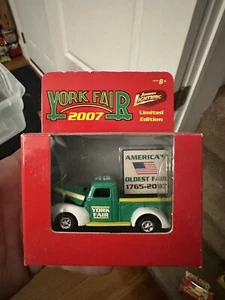 YORK FAIR
2007
JOHNNY LIGHTNING
Limited
Edition
AMERICA'S
OLDEST FAIR
1765-2007
YORK FAIR